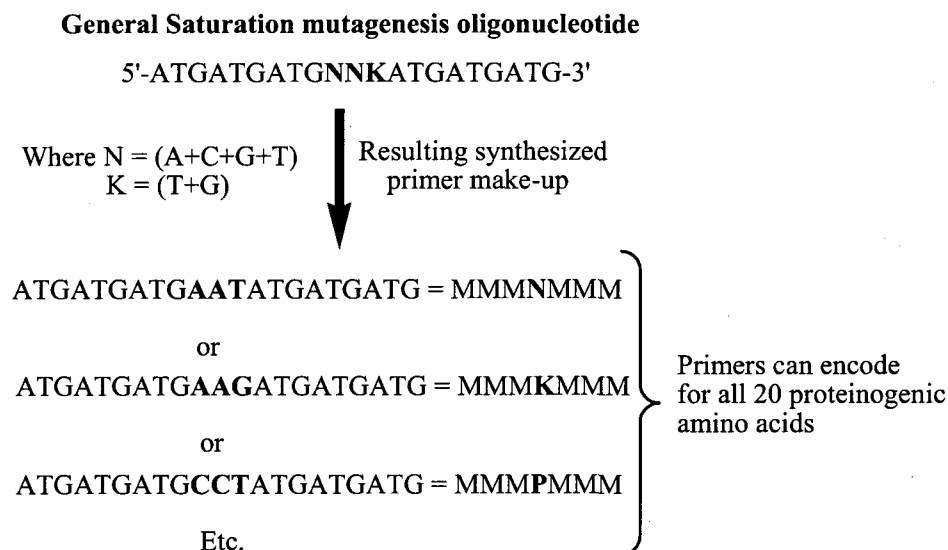 General Saturation mutagenesis oligonucleotide
5'-ATGATGATGNNKATGATGATG-3'
Where N = (A+C+G+T)
K = (T+G)
Resulting synthesized
primer make-up
ATGATGATGAATATGATGATG = MMMNMMM
or
ATGATGATGAAGATGATGATG = MMMKMMM
or
ATGATGATGCCTATGATGATG = MMMPMMM
Etc.
Primers can encode
for all 20 proteinogenic
amino acids